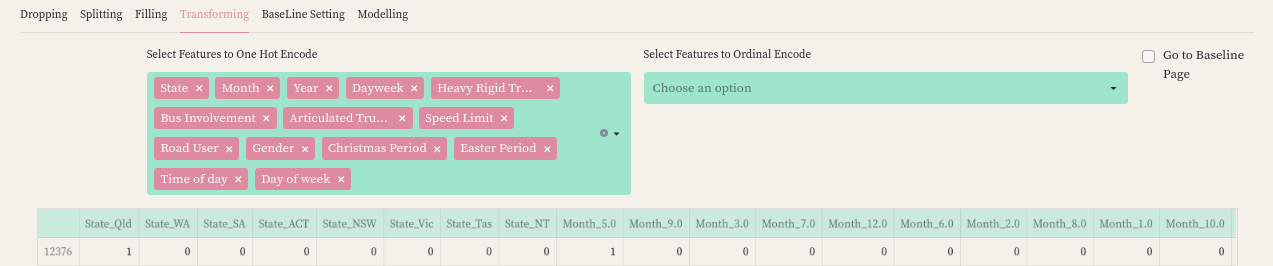 Dropping Splitting Filling Transforming BaseLine Setting Modelling
Select Features to One Hot Encode
State × Month × Year × Dayweek × Heavy Rigid Tr... ×
Bus Involvement × Articulated Tru... × Speed Limit ×
Road User × Gender × Christmas Period × Easter Period ×
Time of day × Day of week ×
Select Features to Ordinal Encode
Choose an option
Go to Baseline
Page
State_Qld State_WA State_SA State_ACT State_NSW State_Vic State_Tas State_NT Month_5.0 Month_9.0 Month_3.0 Month_7.0 Month_12.0 Month_6.0 Month_2.0 Month_8.0 Month_1.0 Month_10.0
12376 1 0 0 0 0 0 0 0 1 0 0 0 0 0 0 0 0 0